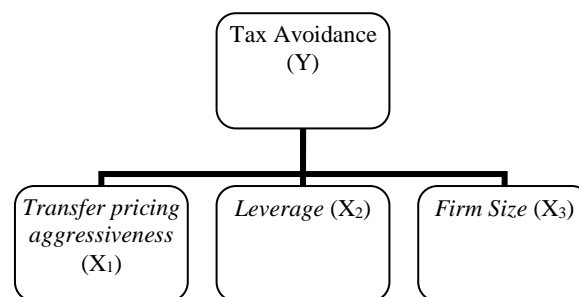 Tax Avoidance
(Y)
Transfer pricing
aggressiveness
(X₁)
Leverage (X₂)
Firm Size (X₃)